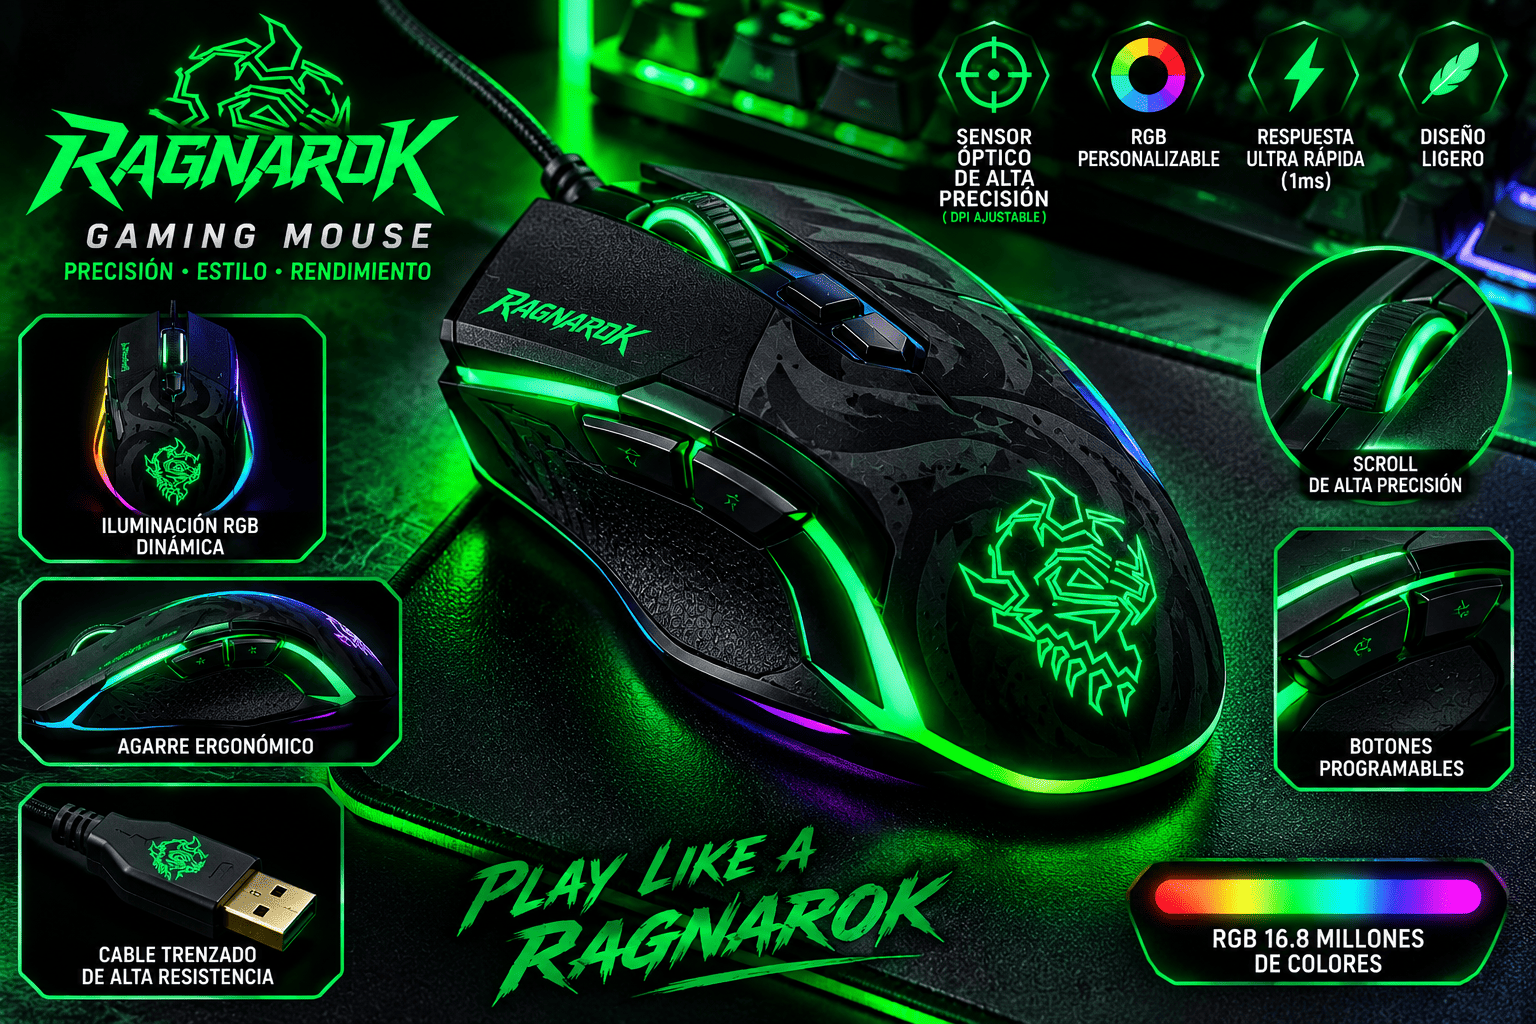 RAGNAROK
GAMING MOUSE
PRECISIÓN • ESTILO • RENDIMIENTO
SENSOR
ÓPTICO
DE ALTA
PRECISIÓN
(DPI AJUSTABLE)
RGB
PERSONALIZABLE
RESPUESTA
ULTRA RÁPIDA
(1ms)
DISEÑO
LIGERO
RAGNAROK
ILUMINACIÓN RGB
DINÁMICA
AGARRE ERGONÓMICO
CABLE TRENZADO
DE ALTA RESISTENCIA
SCROLL
DE ALTA PRECISIÓN
BOTONES
PROGRAMABLES
PLAY LIKE A
RAGNAROK
RGB 16.8 MILLONES
DE COLORES